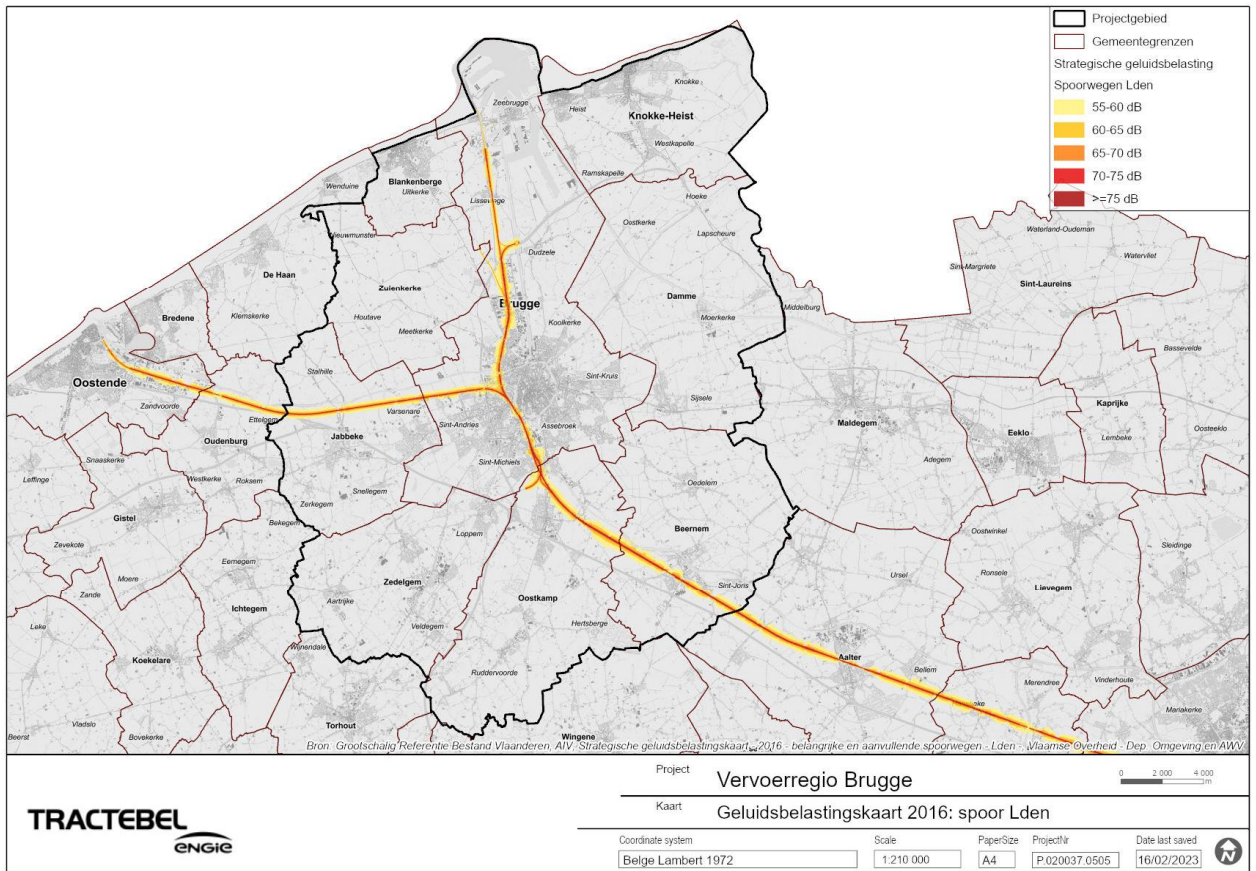 Projectgebied
Gemeentegrenzen
Strategische geluidsbelasting
Spoorwegen Lden
55-60 dB
60-65 dB
65-70 dB
70-75 dB
>=75 dB
Zeebrugge
Knokke
Heist
Knokke-Heist
Westkapelle
Ramskapelle
Blankenberge
Uitkerke
Wenduine
Lissewege
Hoeke
Oostkerke
Lapscheure
Nieuwmunster
Dudzele
De Haan
Zuienkerke
Brugge
Damme
Middelburg
Bredene
Klemskerke
Houtave
Meetkerke
Koolkerke
Moerkerke
Waterland-Oudeman
Watervliet
Sint-Margriete
Sint-Laureins
Bassevelde
Oostende
Stalhille
Sint-Kruis
Sijsele
Zandvoorde
Ettelgem
Varsenare
Sint-Andries
Assebroek
Maldegem
Kaprijke
Eeklo
Lembeke
Oosteeklo
Oudenburg
Jabbeke
Sint-Michiels
Adegem
Snaaskerke
Leffinge
Westkerke
Roksem
Snellegem
Zerkegem
Oedelem
Gistel
Bekegem
Loppem
Beernem
Oostwinkel
Sleidinge
Zevekote
Eernegem
Moere
Zande
Zedelgem
Sint-Joris
Ursel
Ronsele
Lievegem
Ichtegem
Aartrijke
Oostkamp
Hertsberge
Leke
Veldegem
Koekelare
Wijnendale
Ruddervoorde
Aalter
Bellem
Merendree
Vinderhoute
Mariakerke
Vladslo
Torhout
Beerst
Bovekerke
Wingene
Bron: Grootschalig Referentie Bestand Vlaanderen, AIV, Strategische geluidsbelastingskaart, 2016 - belangrijke en aanvullende spoorwegen - Lden -, Vlaamse Overheid - Dep. Omgeving en AWV
Project
Vervoerregio Brugge
0 2 000 4 000
m
Kaart
Geluidsbelastingskaart 2016: spoor Lden
TRACTEBEL
ENGIE
Coordinate system
Scale
PaperSize
ProjectNr
Date last saved
Belge Lambert 1972
1:210 000
A4
P.020037.0505
16/02/2023
N